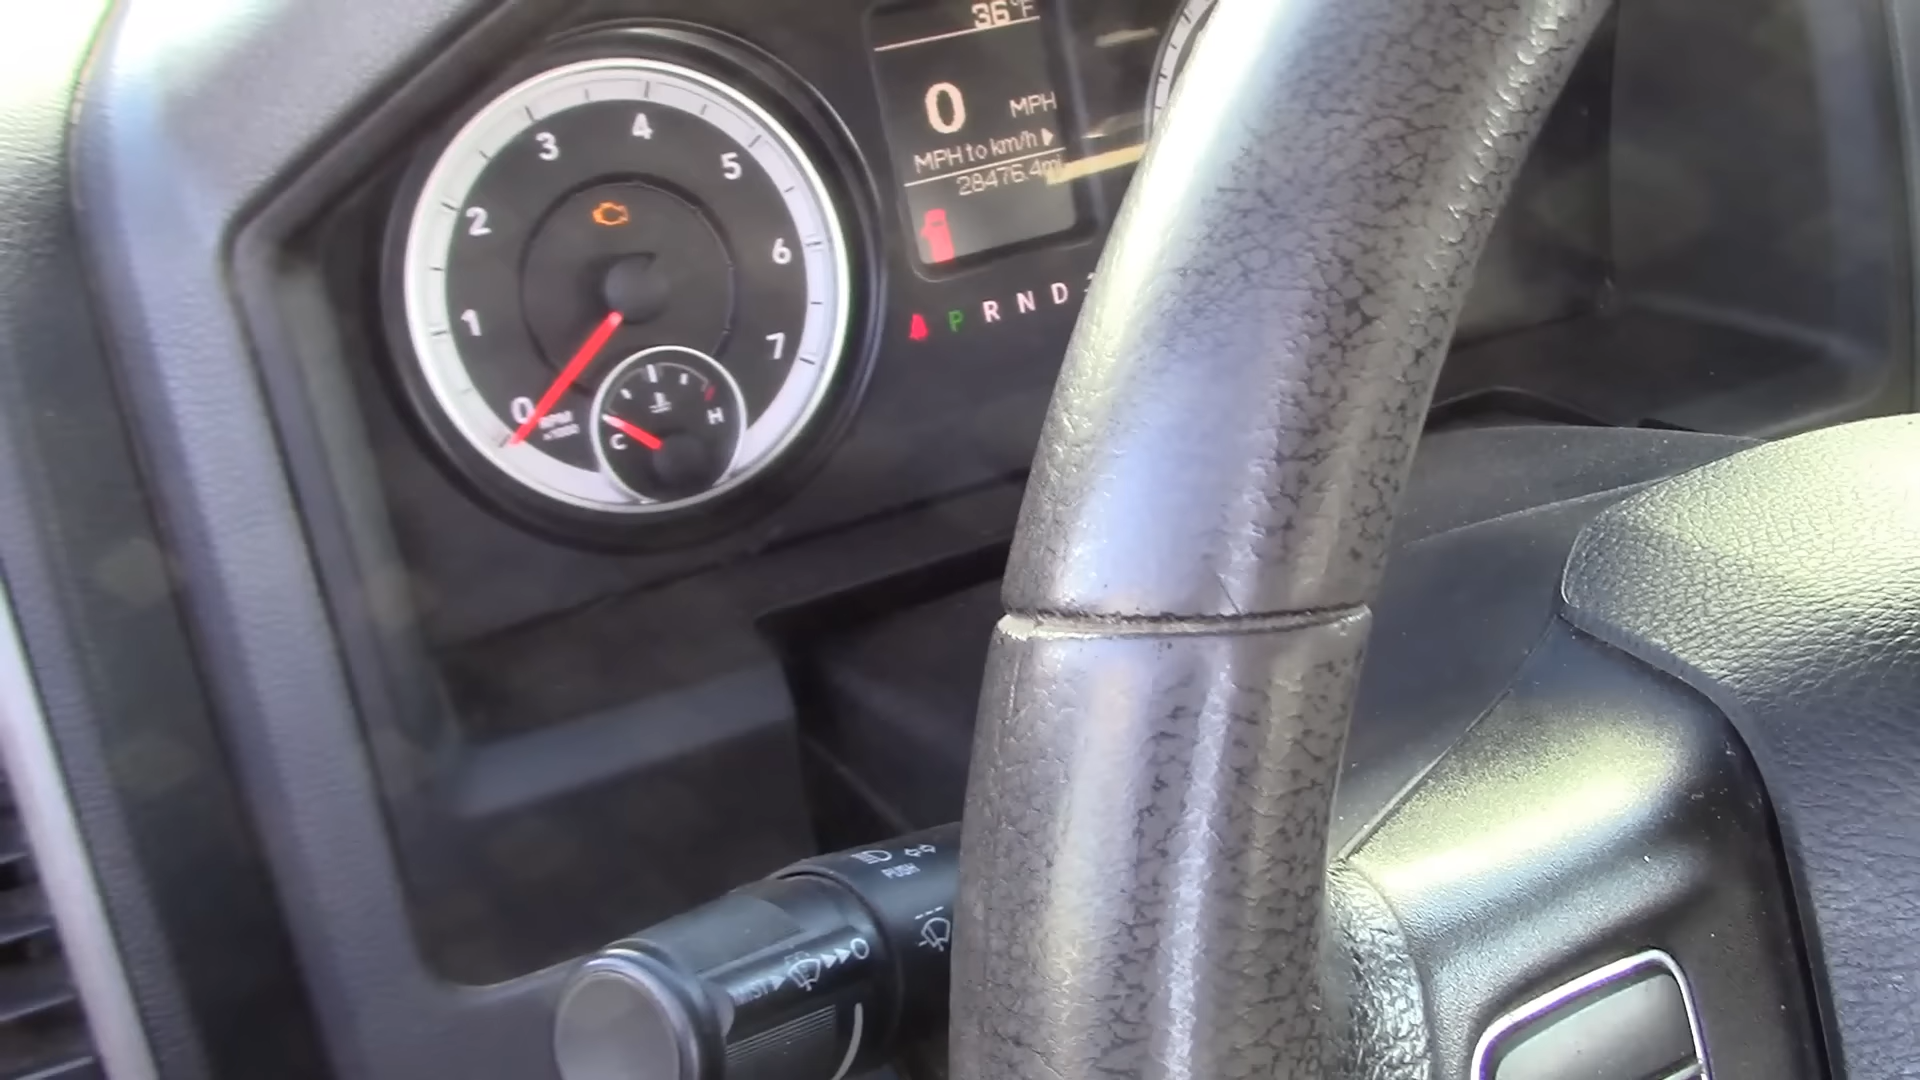 36°F
0 MPH
MPH to km/h
28476.4mi
P R N D
0
1
2
3
4
5
6
7
RPM
x1000
C
H
PUSH
MIST